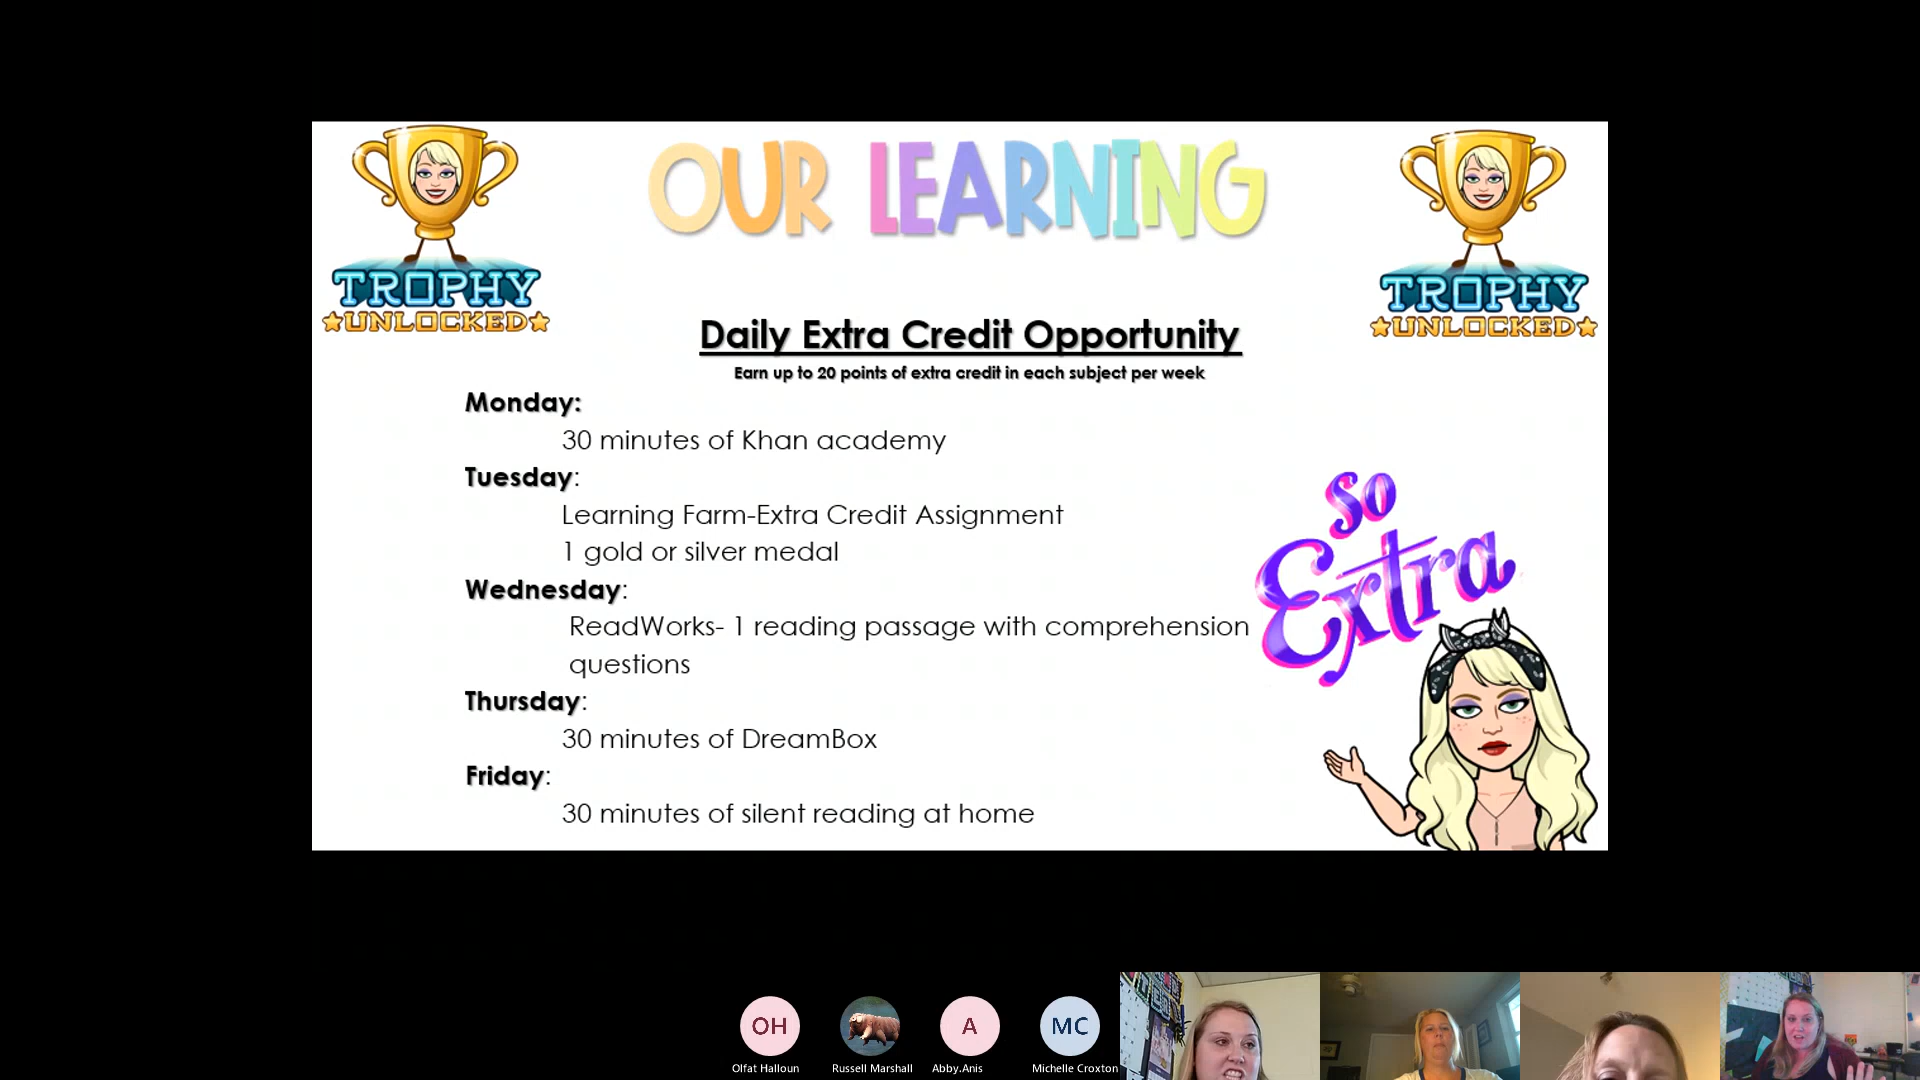 OUR LEARNING
TROPHY
UNLOCKED
TROPHY
UNLOCKED
Daily Extra Credit Opportunity
Earn up to 20 points of extra credit in each subject per week
Monday:
30 minutes of Khan academy
Tuesday:
Learning Farm-Extra Credit Assignment
1 gold or silver medal
Wednesday:
ReadWorks- 1 reading passage with comprehension
questions
Thursday:
30 minutes of DreamBox
Friday:
30 minutes of silent reading at home
So
Extra
OH
A
MC
Olfat Halloun
Russell Marshall
Abby.Anis
Michelle Croxton